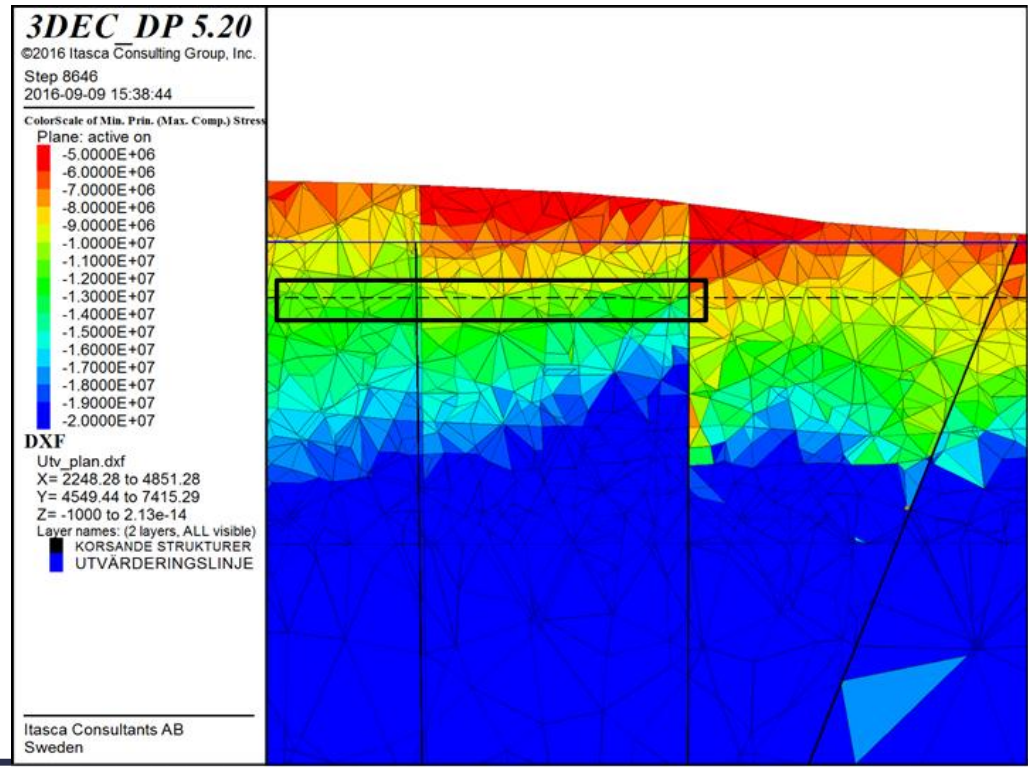 3DEC_DP 5.20
©2016 Itasca Consulting Group, Inc.
Step 8646
2016-09-09 15:38:44
ColorScale of Min. Prin. (Max. Comp.) Stress
Plane: active on
-5.0000E+06
-6.0000E+06
-7.0000E+06
-8.0000E+06
-9.0000E+06
-1.0000E+07
-1.1000E+07
-1.2000E+07
-1.3000E+07
-1.4000E+07
-1.5000E+07
-1.6000E+07
-1.7000E+07
-1.8000E+07
-1.9000E+07
-2.0000E+07
DXF
Utv_plan.dxf
X= 2248.28 to 4851.28
Y= 4549.44 to 7415.29
Z= -1000 to 2.13e-14
Layer names: (2 layers, ALL visible)
KORSANDE STRUKTURER
UTVÄRDERINGSLINJE
Itasca Consultants AB
Sweden